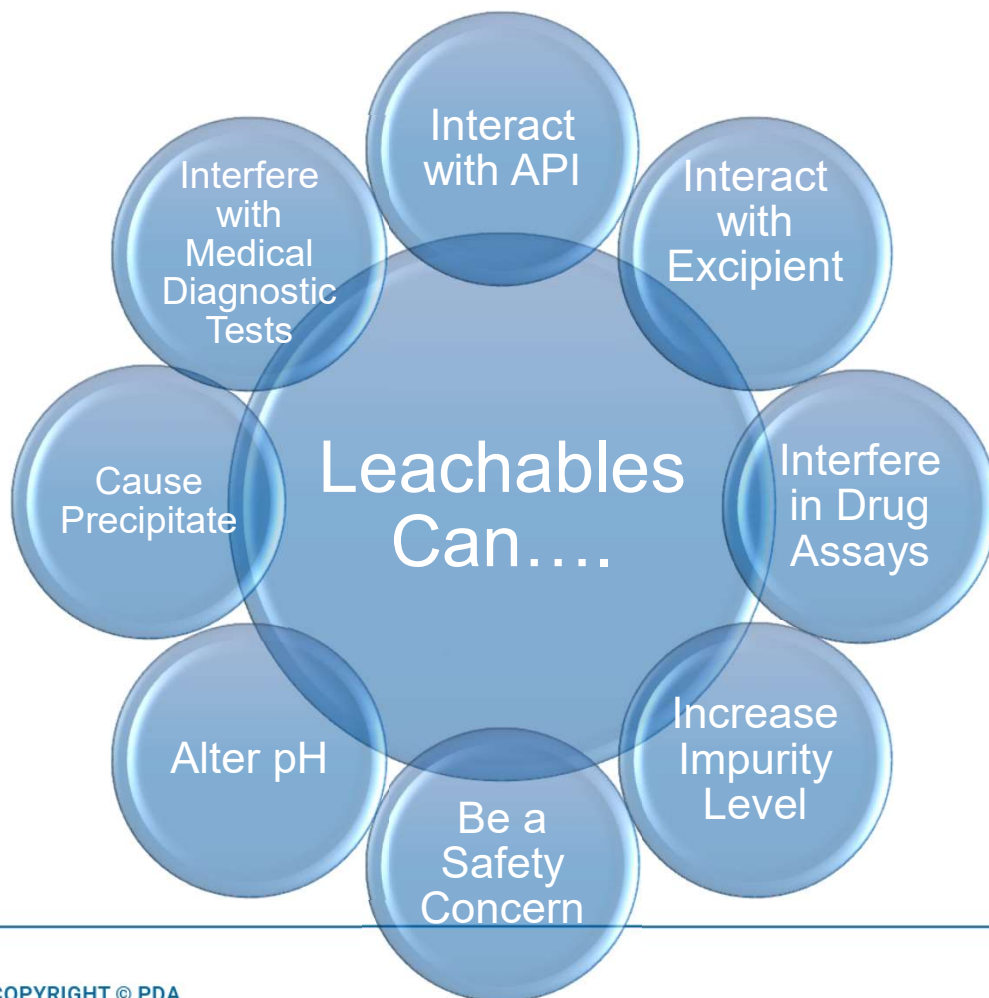 Leachables
Can….
Interact
with API
Interact
with
Excipient
Interfere
in Drug
Assays
Increase
Impurity
Level
Be a
Safety
Concern
Alter pH
Cause
Precipitate
Interfere
with
Medical
Diagnostic
Tests
COPYRIGHT © PDA